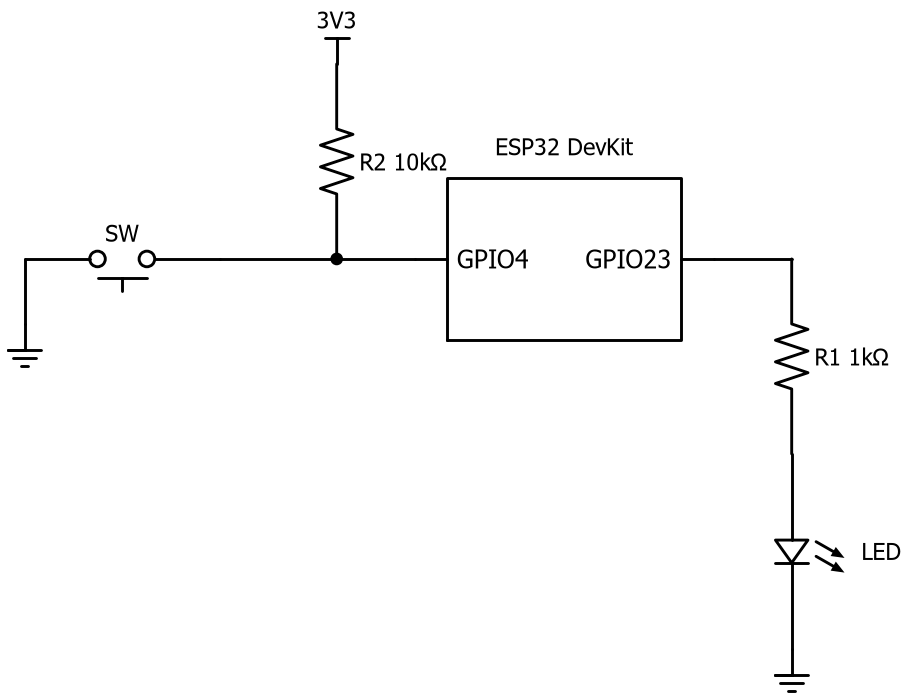 3V3
ESP32 DevKit
R2 10kΩ
SW
GPIO4
GPIO23
R1 1kΩ
LED